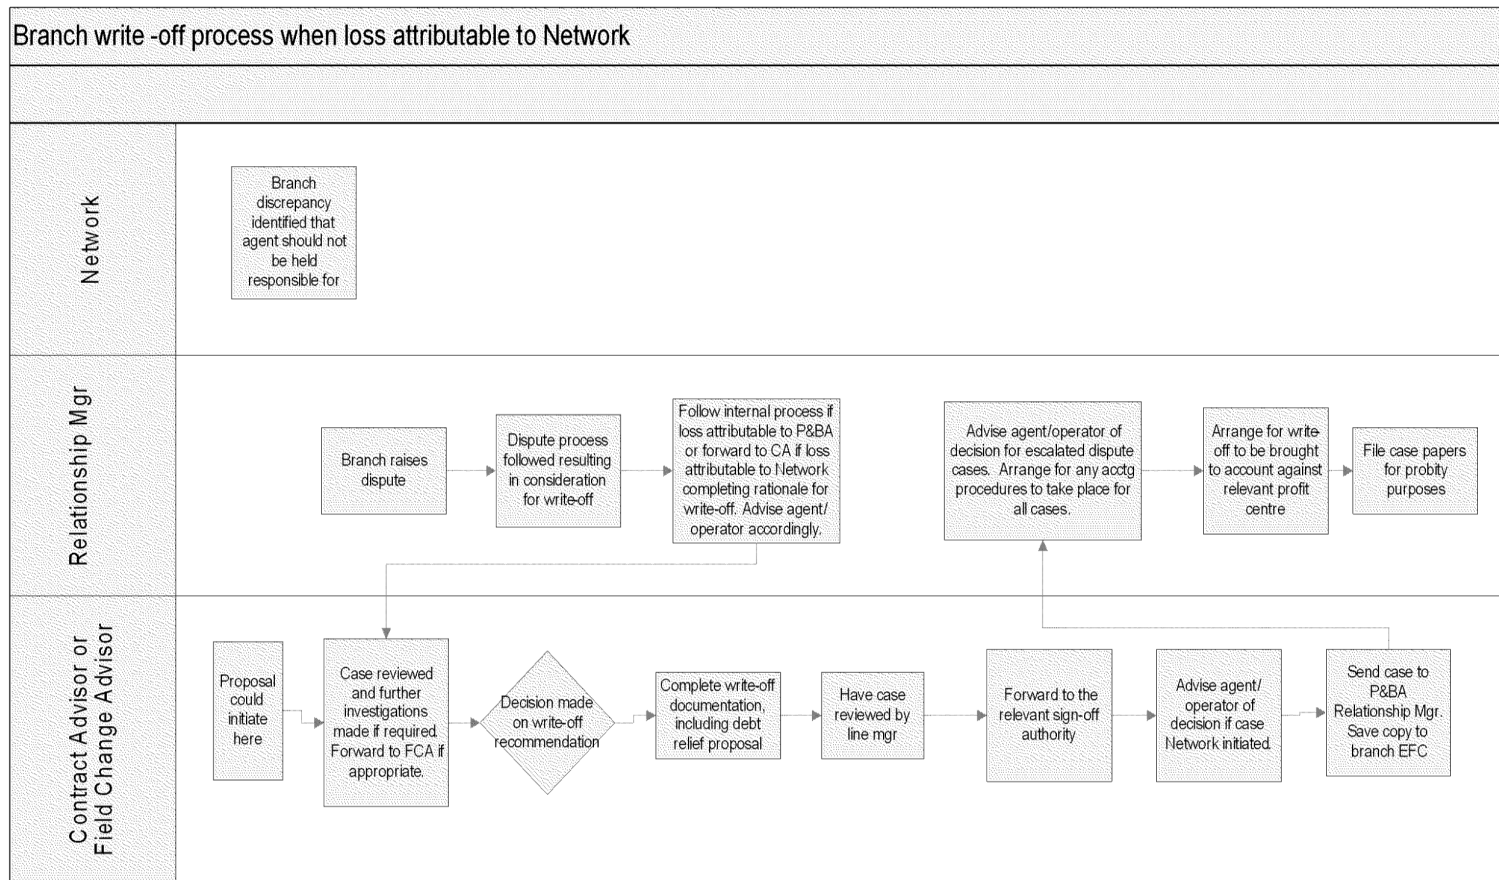 Branch write -off process when loss attributable to Network
Network
Branch
discrepancy
identified that
agent should not
be held
responsible for
Relationship Mgr
Branch raises
dispute
Dispute process
followed resulting
in consideration
for write-off
Follow internal process if
loss attributable to P&BA
or forward to CA if loss
attributable to Network
completing rationale for
write-off. Advise agent/
operator accordingly.
Advise agent/operator of
decision for escalated dispute
cases. Arrange for any acctg
procedures to take place for
all cases.
Arrange for write-
off to be brought
to account against
relevant profit
centre
File case papers
for probity
purposes
Contract Advisor or
Field Change Advisor
Proposal
could
initiate
here
Case reviewed
and further
investigations
made if required.
Forward to FCA if
appropriate.
Decision made
on write-off
recommendation
Complete write-off
documentation,
including debt
relief proposal
Have case
reviewed by
line mgr
Forward to the
relevant sign-off
authority
Advise agent/
operator of
decision if case
Network initiated.
Send case to
P&BA
Relationship Mgr.
Save copy to
branch EFC